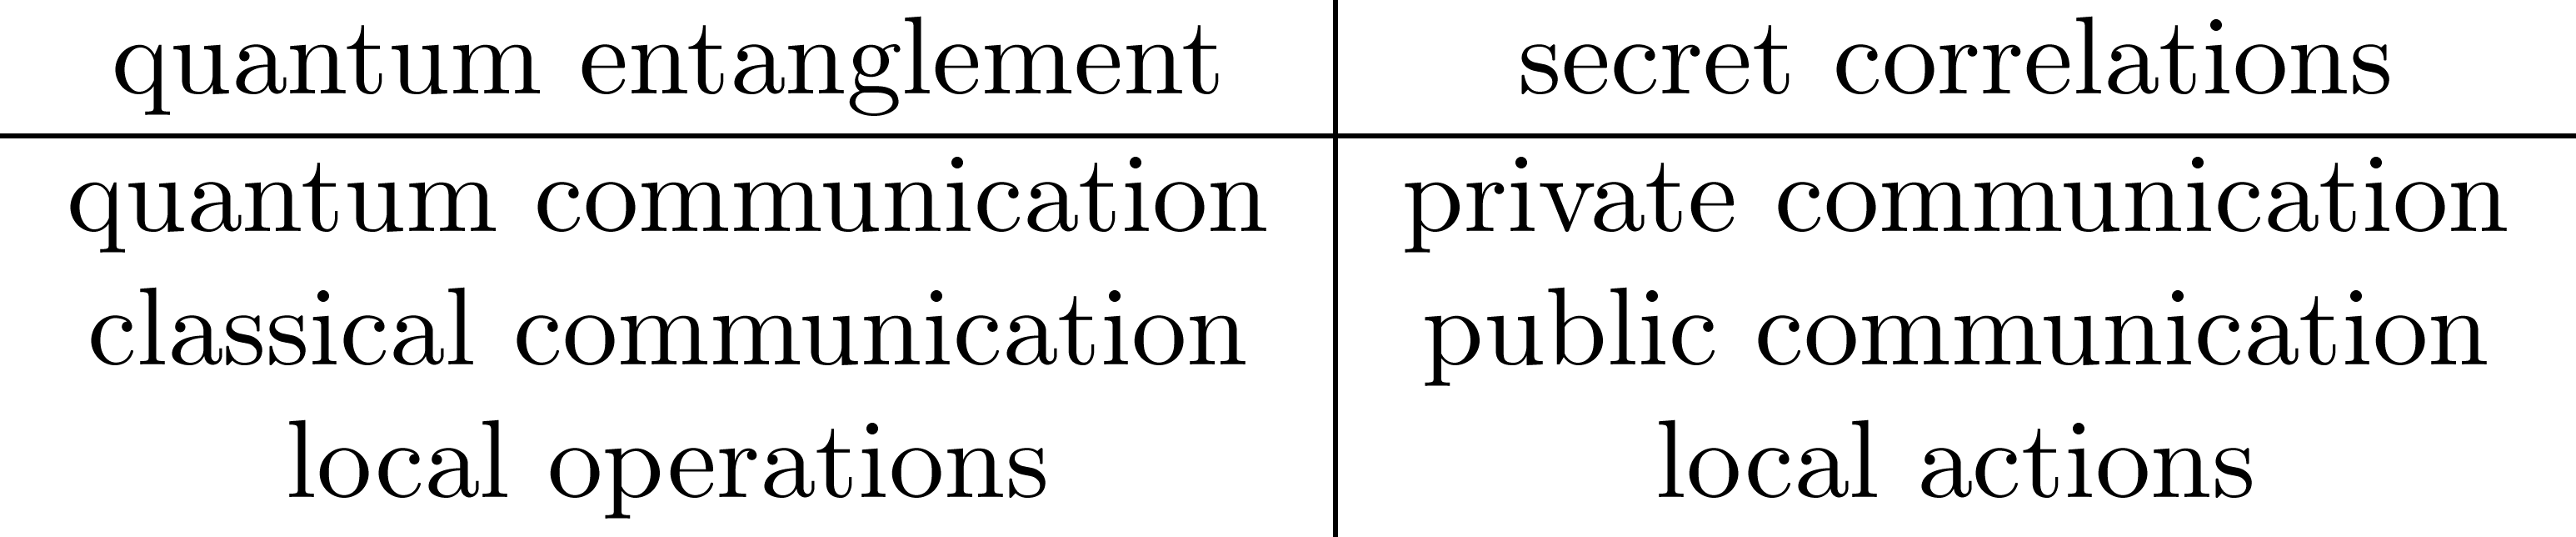 quantum entanglement secret correlations
quantum communication private communication
classical communication public communication
local operations local actions